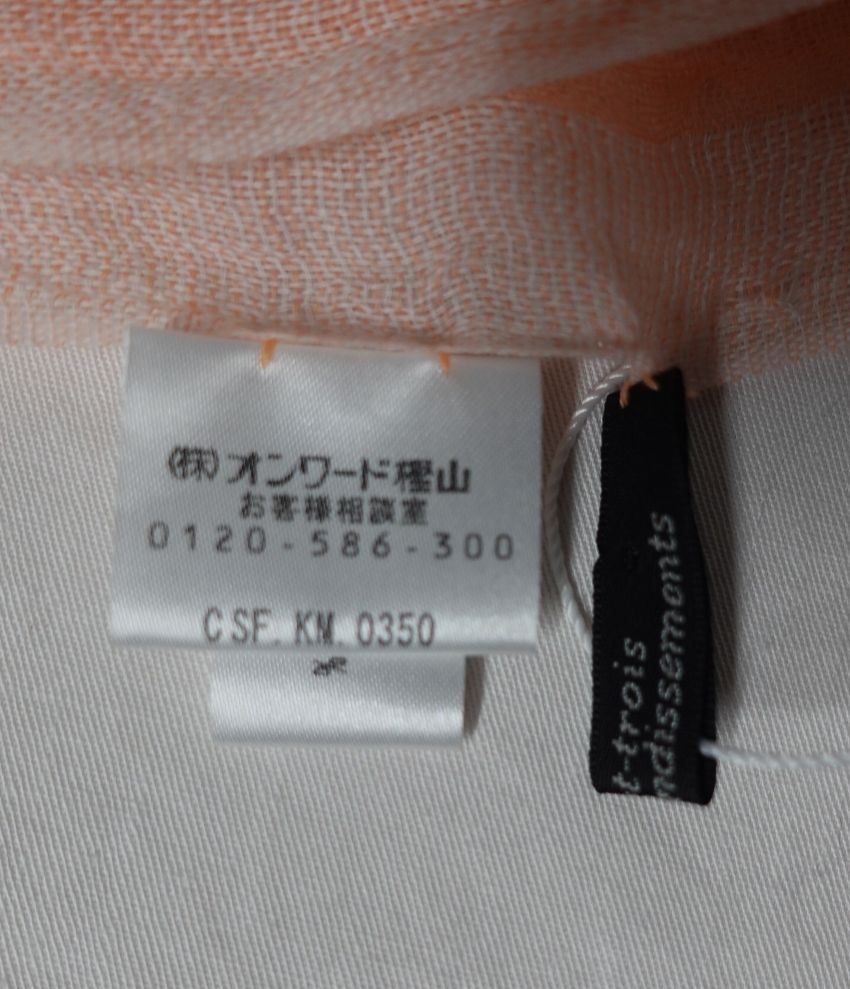 (株)オンワード樫山
お客様相談室
0120-586-300
CSF.KM.0350
t-trois
ndissements